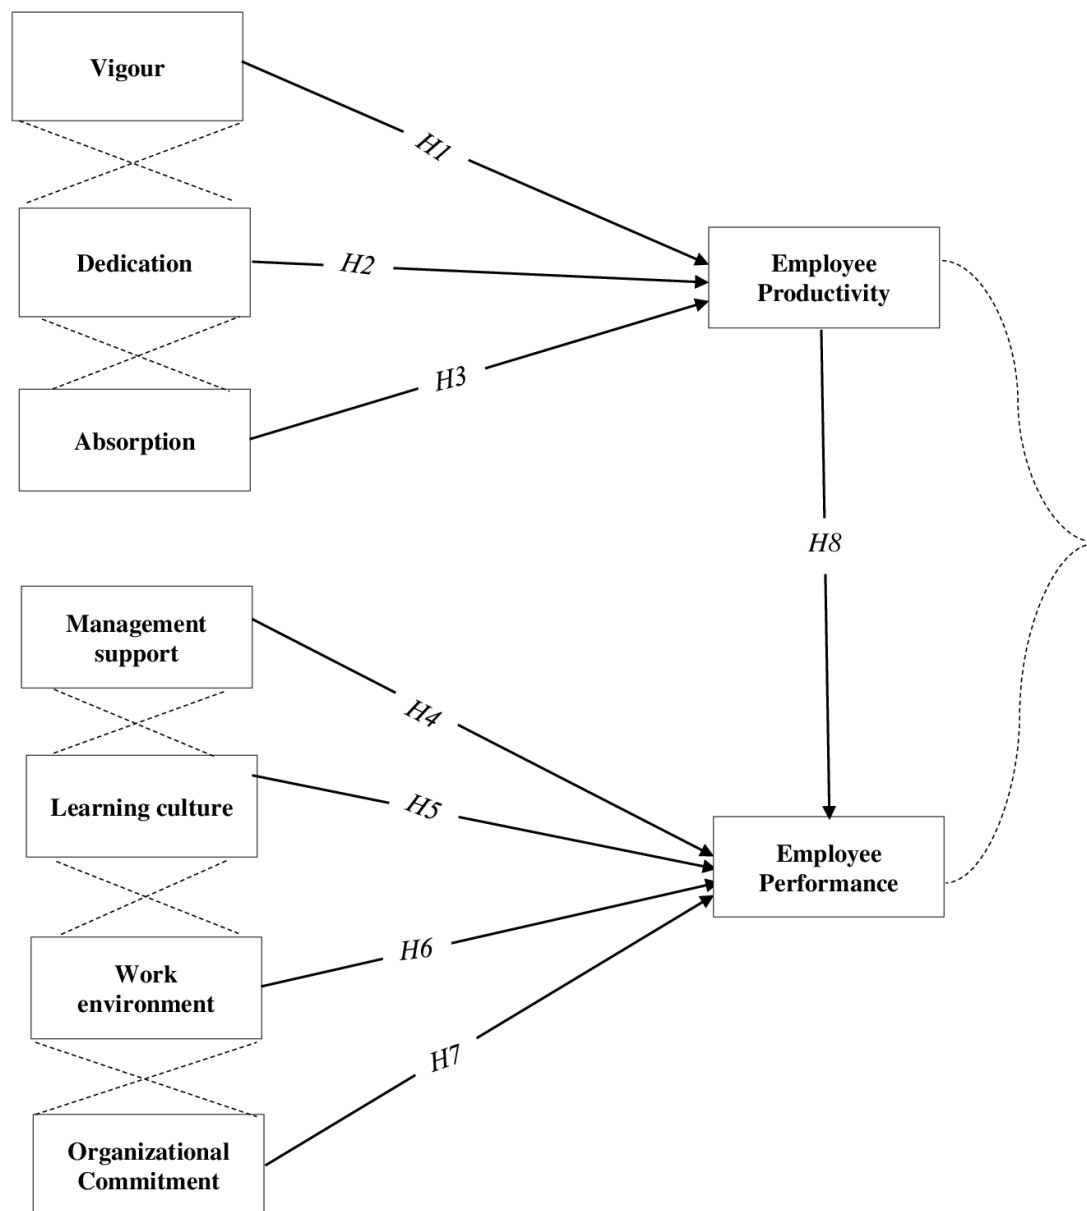 Vigour
H1
Dedication
H2
Employee
Productivity
H3
Absorption
H8
Management
support
H4
Learning culture
H5
Employee
Performance
Work
environment
H6
H7
Organizational
Commitment